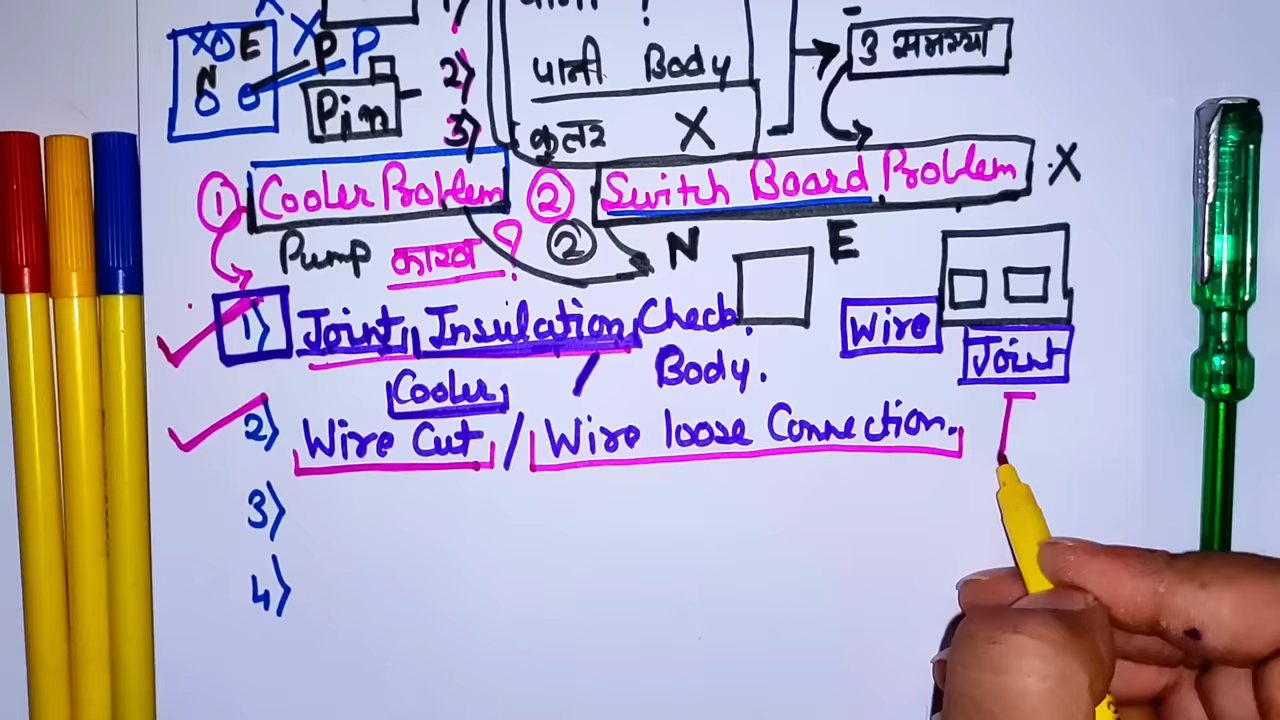 1) पानी ?
X E X P P
N
2) पानी Body
3 समस्या
Pin
3) कुलर X
① Cooler Problem ② Switch Board Problem X
Pump कारण ? ② N E
1) Joint, Insulation, Check. Wire
Cooler / Body. Joint
2) Wire Cut / Wire loose Connection.
3)
4)